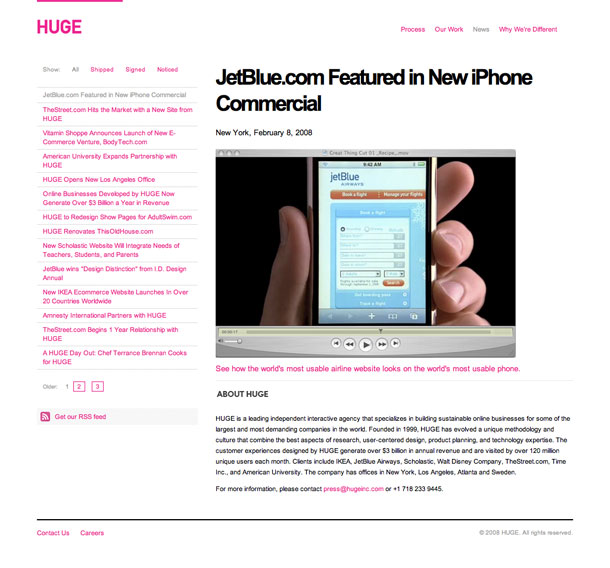 HUGE
Process Our Work News Why We're Different
Show: All Shipped Signed Noticed
JetBlue.com Featured in New iPhone Commercial
TheStreet.com Hits the Market with a New Site from
HUGE
Vitamin Shoppe Announces Launch of New E-
Commerce Venture, BodyTech.com
American University Expands Partnership with
HUGE
HUGE Opens New Los Angeles Office
Online Businesses Developed by HUGE Now
Generate Over $3 Billion a Year in Revenue
HUGE to Redesign Show Pages for AdultSwim.com
HUGE Renovates ThisOldHouse.com
New Scholastic Website Will Integrate Needs of
Teachers, Students, and Parents
JetBlue wins "Design Distinction" from I.D. Design
Annual
New IKEA Ecommerce Website Launches In Over
20 Countries Worldwide
Amnesty International Partners with HUGE
TheStreet.com Begins 1 Year Relationship with
HUGE
A HUGE Day Out: Chef Terrance Brennan Cooks
for HUGE
Older: 1 2 3
Get our RSS feed
JetBlue.com Featured in New iPhone
Commercial
New York, February 8, 2008
Great Thing Cut 01 _Recipe_.mov
9:42 AM
jetBlue
AIRWAYS
Book a flight Manage your flights
Book a flight
Search
Track a flight
00:00:17
See how the world's most usable airline website looks on the world's most usable phone.
ABOUT HUGE
HUGE is a leading independent interactive agency that specializes in building sustainable online businesses for some of the
largest and most demanding companies in the world. Founded in 1999, HUGE has evolved a unique methodology and
culture that combine the best aspects of research, user-centered design, product planning, and technology expertise. The
customer experiences designed by HUGE generate over $3 billion in annual revenue and are visited by over 120 million
unique users each month. Clients include IKEA, JetBlue Airways, Scholastic, Walt Disney Company, TheStreet.com, Time
Inc., and American University. The company has offices in New York, Los Angeles, Atlanta and Sweden.
For more information, please contact press@hugeinc.com or +1 718 233 9445.
Contact Us Careers
© 2008 HUGE. All rights reserved.